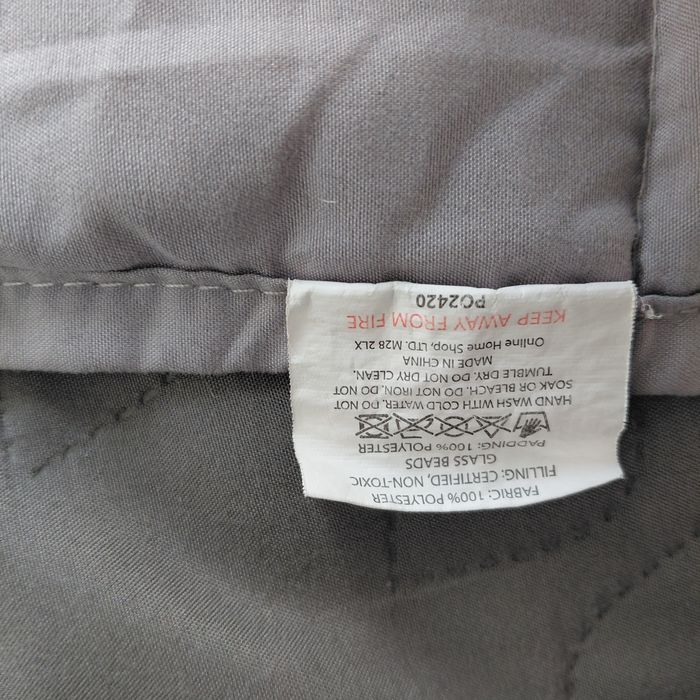 FABRIC: 100% POLYESTER
FILLING: CERTIFIED, NON-TOXIC
GLASS BEADS
PADDING: 100% POLYESTER
HAND WASH WITH COLD WATER, DO NOT
SOAK OR BLEACH. DO NOT IRON. DO NOT
TUMBLE DRY. DO NOT DRY CLEAN.
MADE IN CHINA
Online Home Shop, LTD. M28 2LX
KEEP AWAY FROM FIRE
PO2420